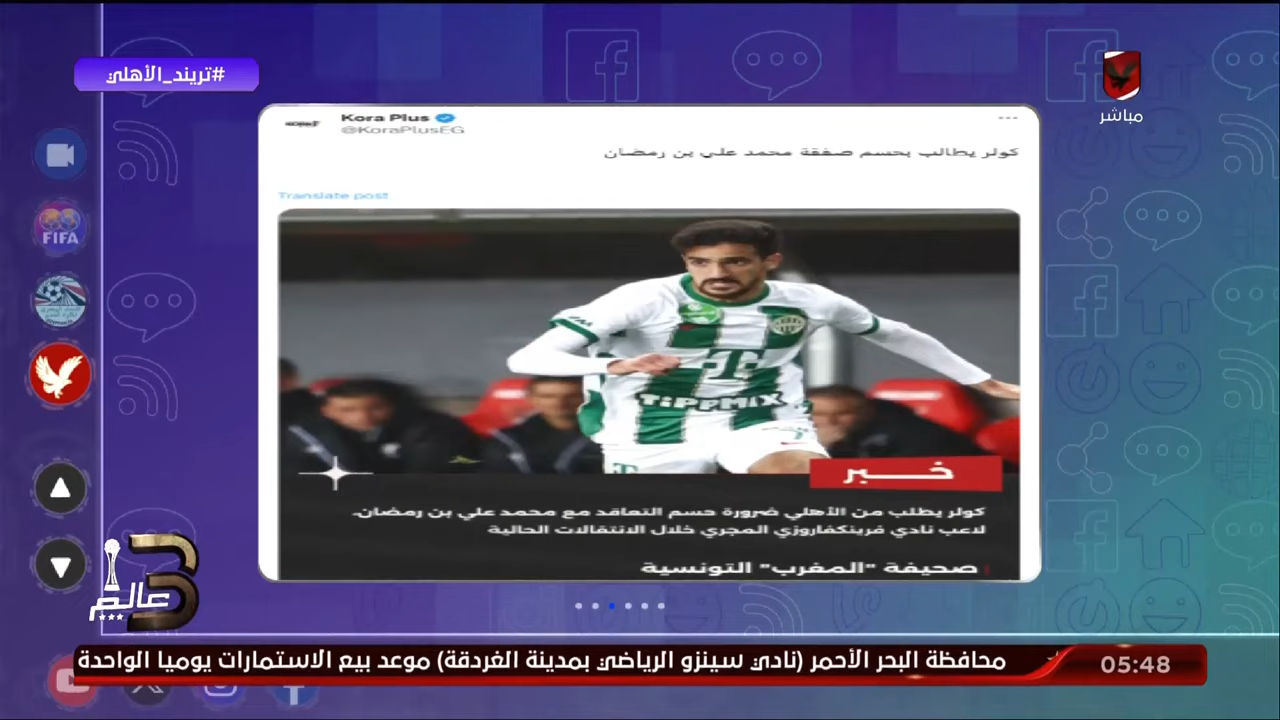 #تريند_الأهلي
مباشر
Kora Plus
@KoraPlusEG
كولر يطالب بحسم صفقة محمد علي بن رمضان
Translate post
FIFA
TIPPMIX
خبر
كولر يطلب من الأهلي ضرورة حسم التعاقد مع محمد علي بن رمضان،
لاعب نادي فرينكفاروزي المجري خلال الانتقالات الحالية
صحيفة "المغرب" التونسية
3 عالم
محافظة البحر الأحمر (نادي سينزو الرياضي بمدينة الغردقة) موعد بيع الاستمارات يوميا الواحدة
05:48